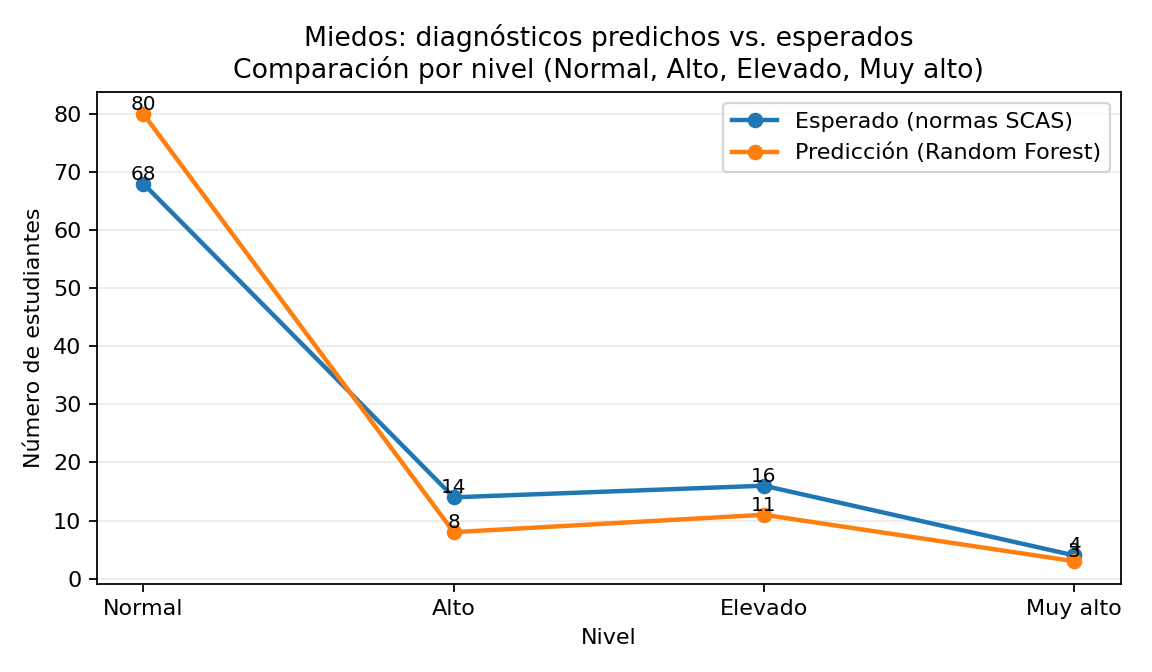 Miedos: diagnósticos predichos vs. esperados
Comparación por nivel (Normal, Alto, Elevado, Muy alto)
Esperado (normas SCAS)
Predicción (Random Forest)
Número de estudiantes
80
70
60
50
40
30
20
10
0
80
68
14
8
16
11
4
3
Normal
Alto
Elevado
Muy alto
Nivel